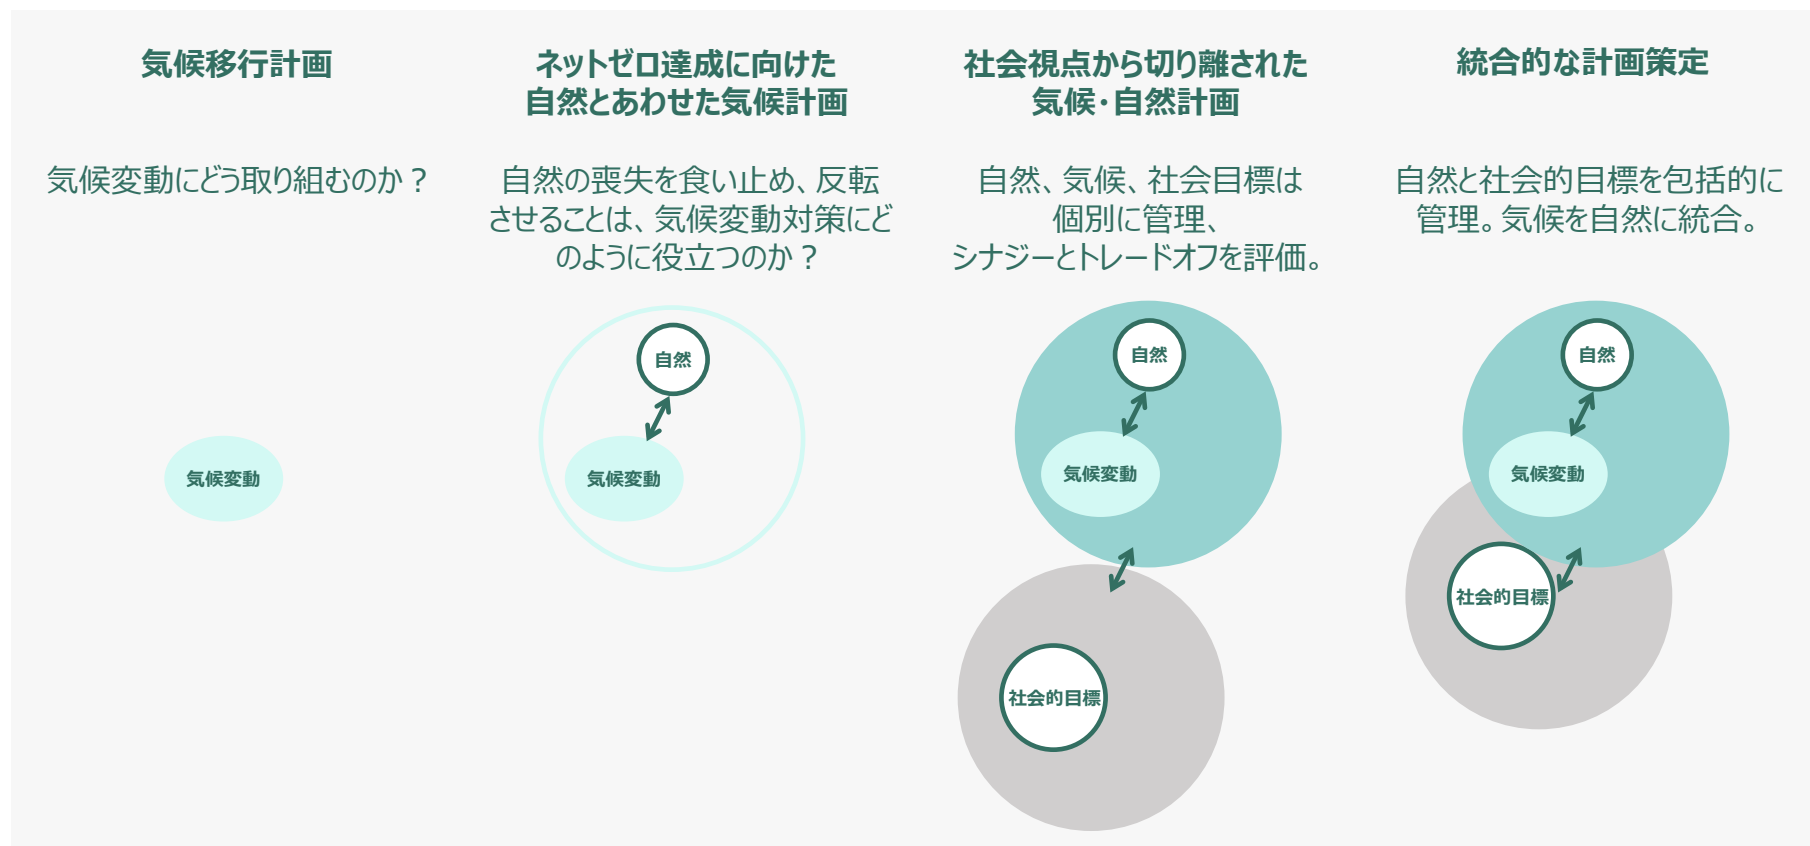 気候移行計画
ネットゼロ達成に向けた
自然とあわせた気候計画
社会視点から切り離された
気候・自然計画
統合的な計画策定
気候変動にどう取り組むのか？
自然の喪失を食い止め、反転
させることは、気候変動対策にど
のように役立つのか？
自然、気候、社会目標は
個別に管理、
シナジーとトレードオフを評価。
自然と社会的目標を包括的に
管理。気候を自然に統合。
気候変動
自然
気候変動
自然
気候変動
社会的目標
自然
気候変動
社会的目標